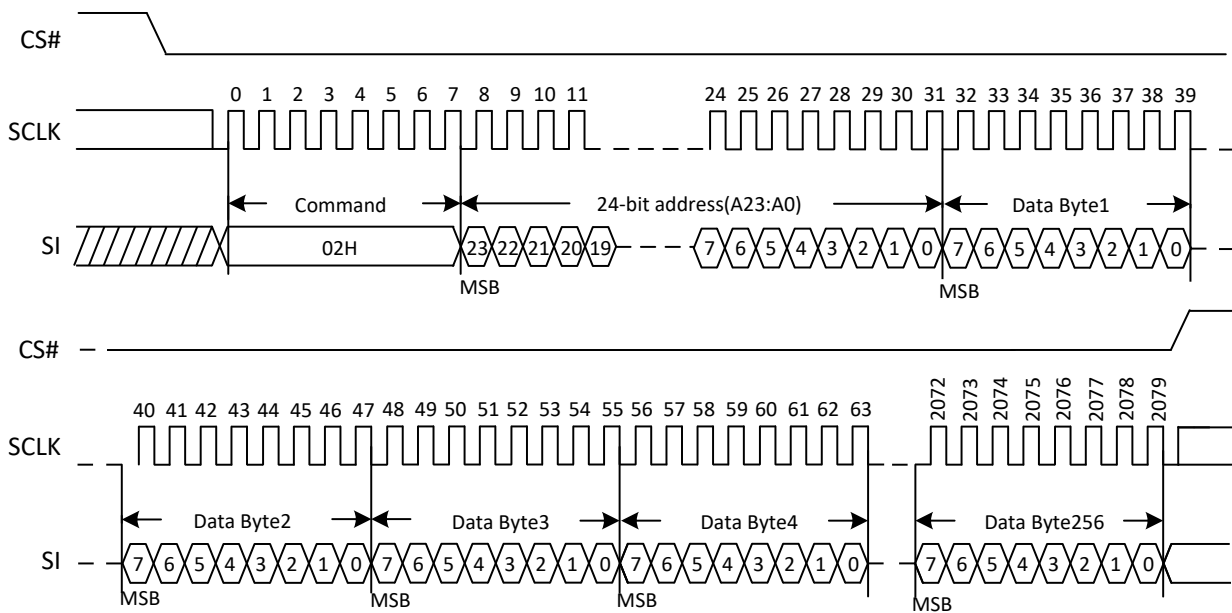 CS#
0 1 2 3 4 5 6 7 8 9 10 11 24 25 26 27 28 29 30 31 32 33 34 35 36 37 38 39
SCLK
Command 24-bit address(A23:A0) Data Byte1
SI 02H 23 22 21 20 19 7 6 5 4 3 2 1 0 7 6 5 4 3 2 1 0
MSB MSB
CS#
40 41 42 43 44 45 46 47 48 49 50 51 52 53 54 55 56 57 58 59 60 61 62 63 2072 2073 2074 2075 2076 2077 2078 2079
SCLK
Data Byte2 Data Byte3 Data Byte4 Data Byte256
SI 7 6 5 4 3 2 1 0 7 6 5 4 3 2 1 0 7 6 5 4 3 2 1 0 7 6 5 4 3 2 1 0
MSB MSB MSB MSB